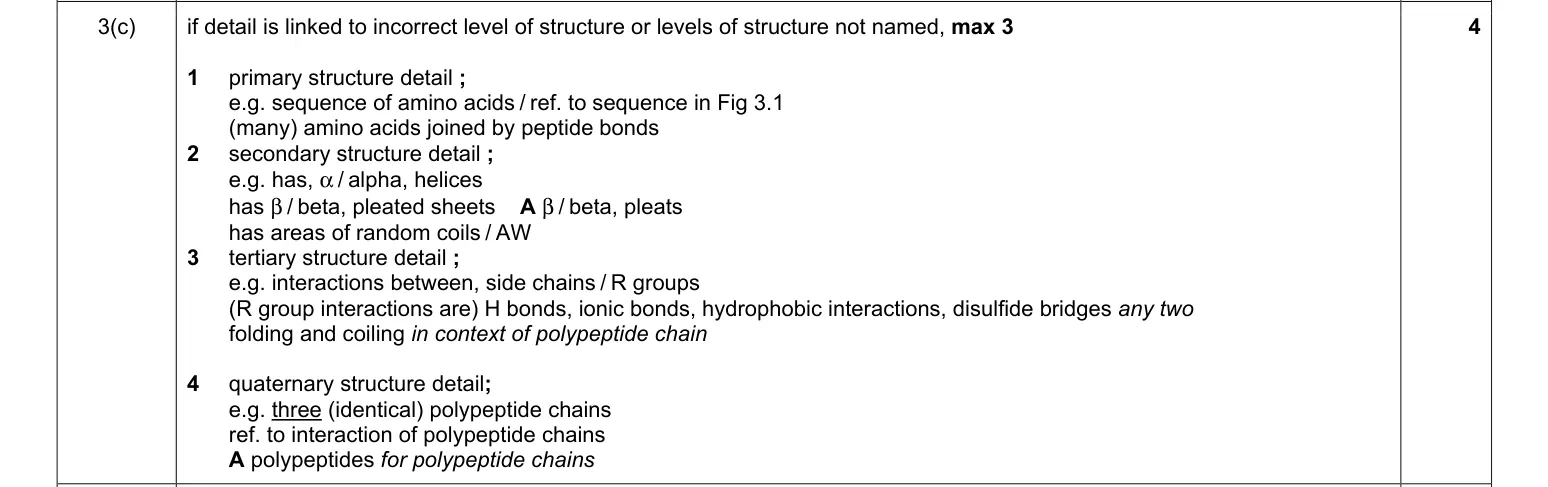 3(c) if detail is linked to incorrect level of structure or levels of structure not named, max 3 4
1 primary structure detail ;
e.g. sequence of amino acids / ref. to sequence in Fig 3.1
(many) amino acids joined by peptide bonds
2 secondary structure detail ;
e.g. has, α / alpha, helices
has β / beta, pleated sheets A β / beta, pleats
has areas of random coils / AW
3 tertiary structure detail ;
e.g. interactions between, side chains / R groups
(R group interactions are) H bonds, ionic bonds, hydrophobic interactions, disulfide bridges any two
folding and coiling in context of polypeptide chain
4 quaternary structure detail;
e.g. three (identical) polypeptide chains
ref. to interaction of polypeptide chains
A polypeptides for polypeptide chains